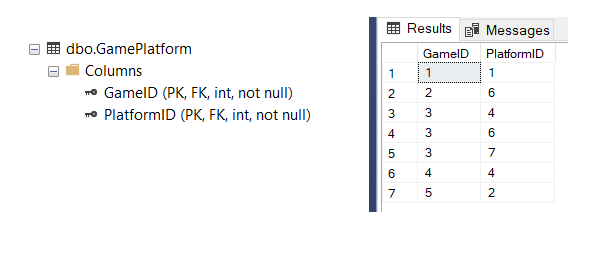 dbo.GamePlatform
Columns
GameID (PK, FK, int, not null)
PlatformID (PK, FK, int, not null)
Results Messages
GameID PlatformID
1 1 1
2 2 6
3 3 4
4 3 6
5 3 7
6 4 4
7 5 2